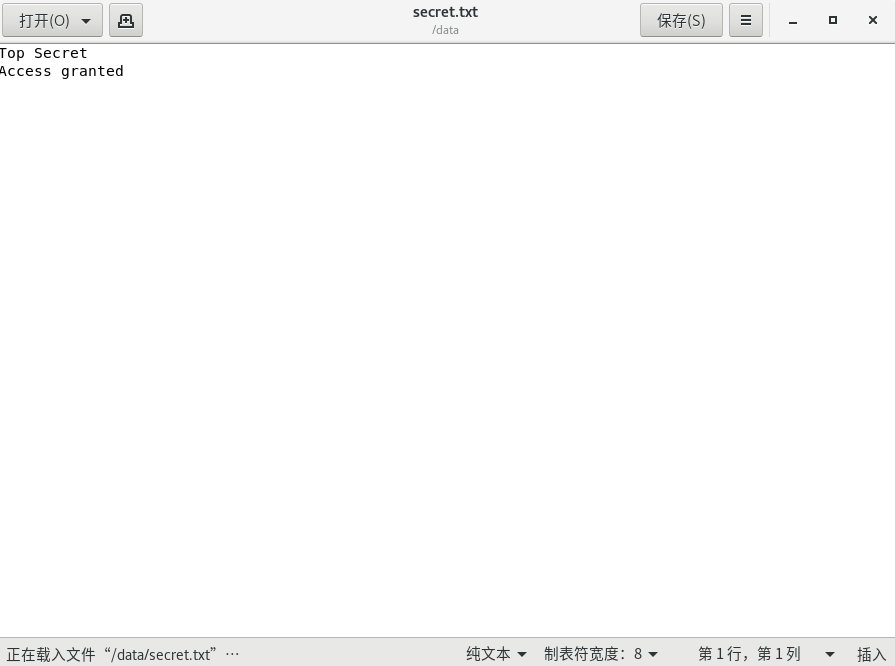 打开(O)
secret.txt
/data
保存(S)
Top Secret
Access granted
正在载入文件“/data/secret.txt”…
纯文本
制表符宽度：8
第 1 行，第 1 列
插入